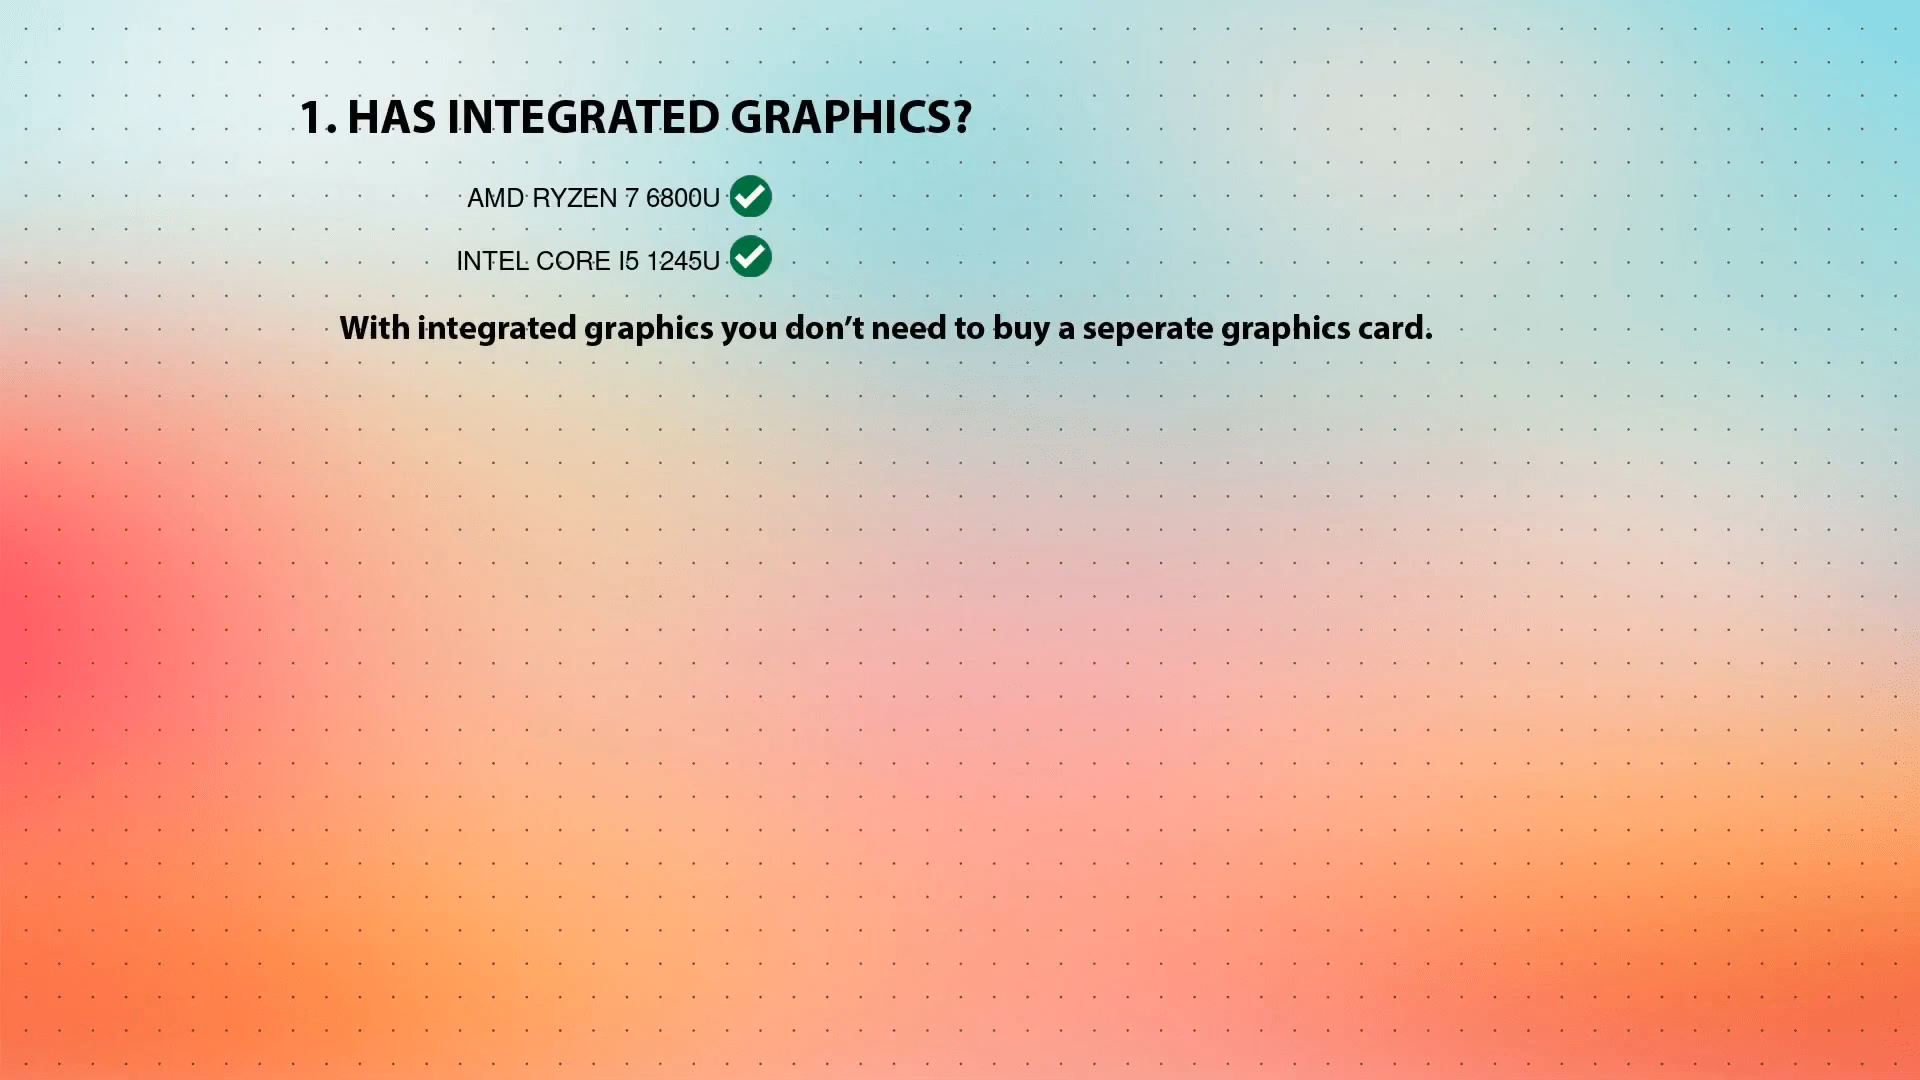 1. HAS INTEGRATED GRAPHICS?
AMD RYZEN 7 6800U
INTEL CORE I5 1245U
With integrated graphics you don’t need to buy a seperate graphics card.